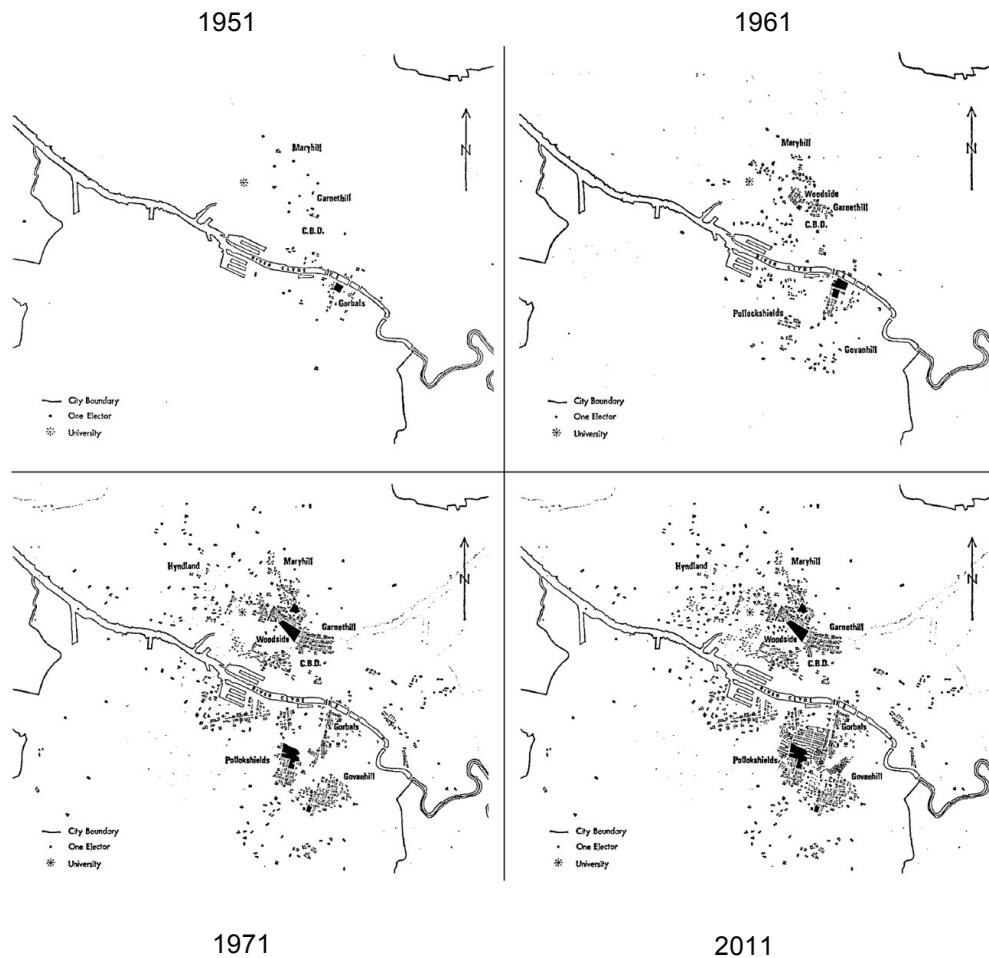 1951
1961
Maryhill
Garnethill
C.B.D.
RIVER CLYDE
Gorbals
N
City Boundary
One Elector
University
Maryhill
Woodside
Garnethill
C.B.D.
RIVER CLYDE
Pollockshields
Govanhill
N
City Boundary
One Elector
University
Hyndland
Maryhill
Garnethill
Woodside
C.B.D.
RIVER CLYDE
Gorbals
Pollokshields
Govanhill
N
City Boundary
One Elector
University
Hyndland
Maryhill
Garnethill
Woodside
C.B.D.
RIVER CLYDE
Gorbals
Pollokshields
Govanhill
N
City Boundary
One Elector
University
1971
2011